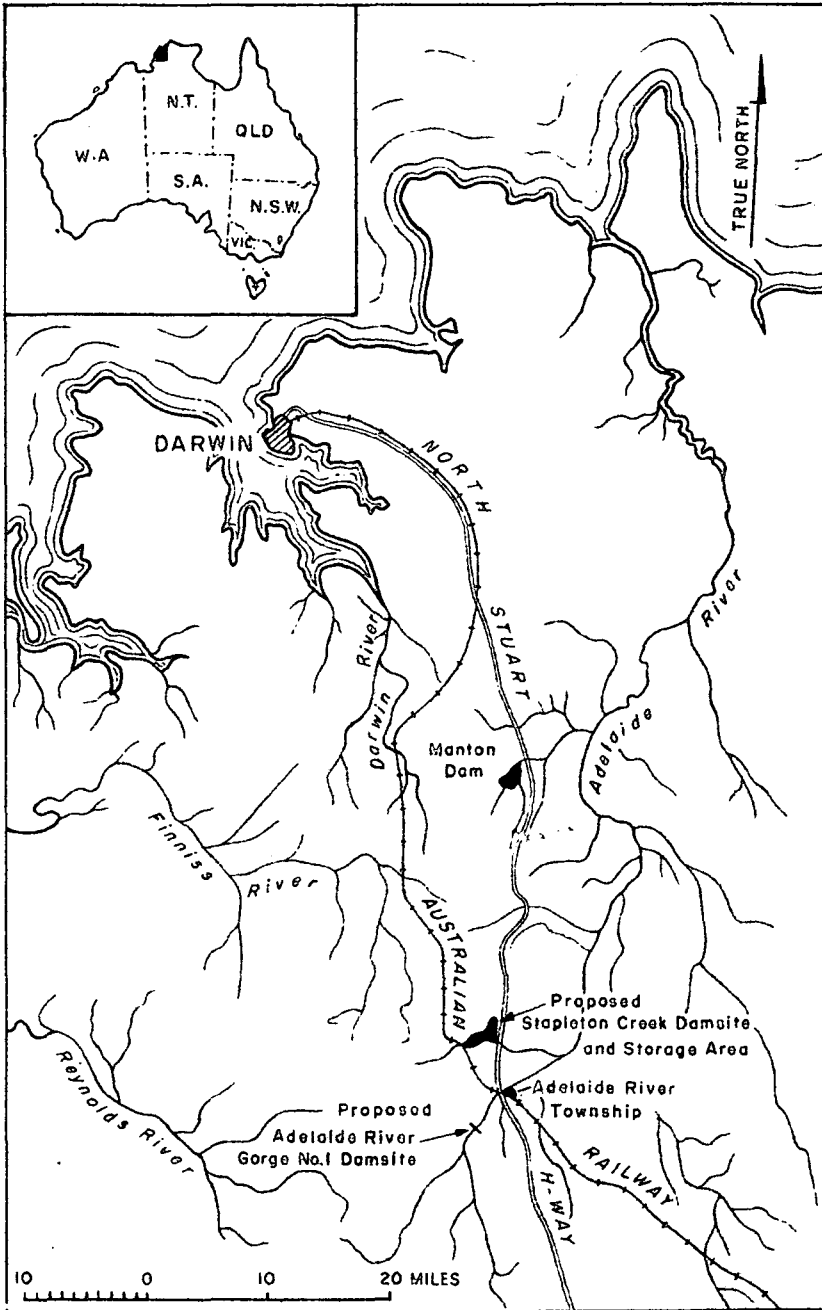 N.T.
W.A
QLD
S.A.
N.S.W.
VIC
TRUE NORTH
DARWIN
NORTH
STUART
River
Adelaide
River
Darwin
Manton
Dam
Finniss
River
AUSTRALIAN
Proposed
Stapleton Creek Damsite
and Storage Area
Reynolds River
Adelaide River
Township
Proposed
Adelaide River
Gorge No.1 Damsite
RAILWAY
H-WAY
10 0 10 20 MILES